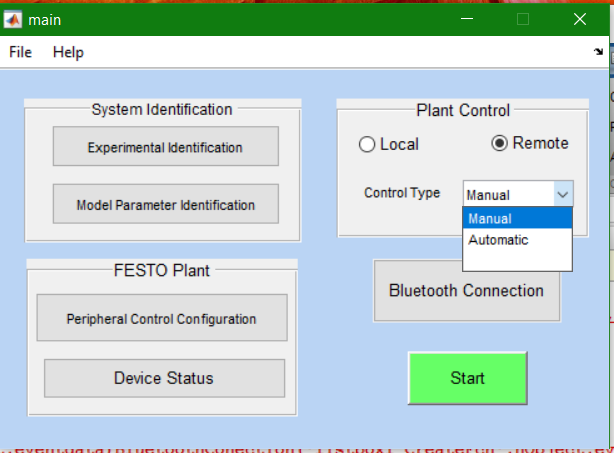 main
File Help
System Identification
Experimental Identification
Model Parameter Identification
Plant Control
Local
Remote
Control Type
Manual
Manual
Automatic
FESTO Plant
Peripheral Control Configuration
Device Status
Bluetooth Connection
Start